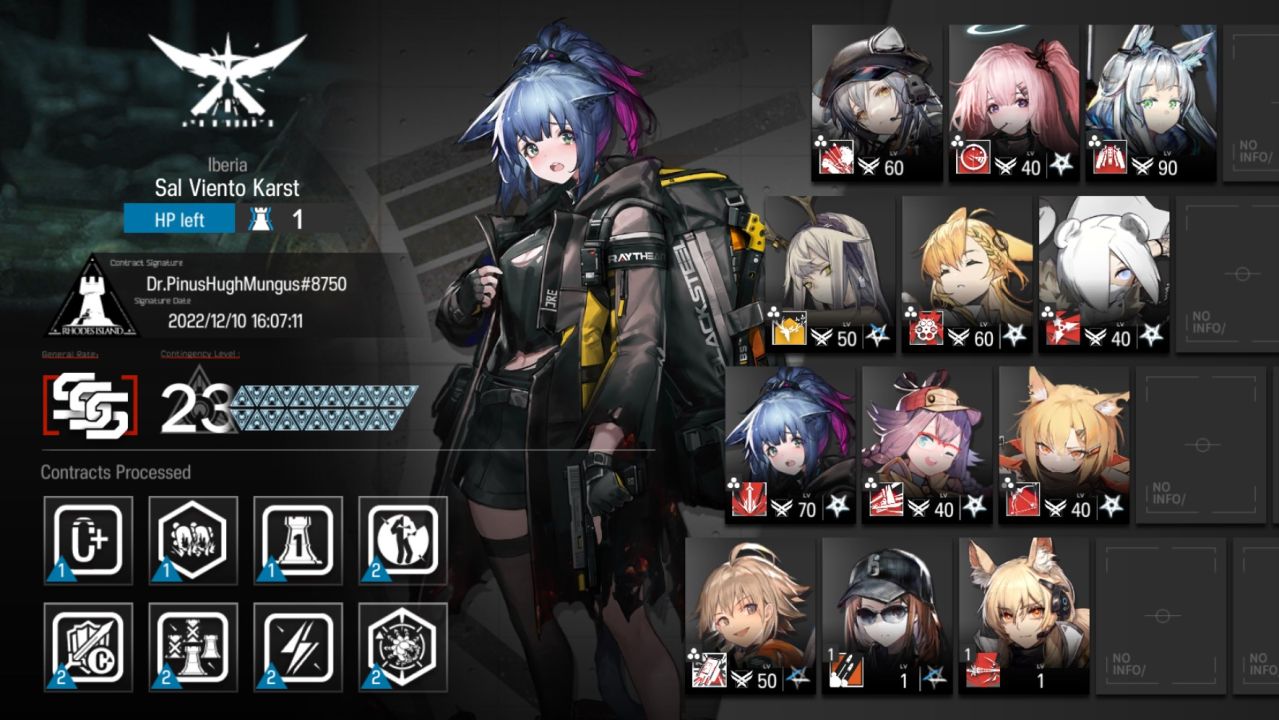 Iberia
Sal Viento Karst
HP left 1
Contract Signature
Dr.PinusHughMungus#8750
Signature Date
2022/12/10 16:07:11
RHODES ISLAND
General Rate:
Contingency Level:
23
Contracts Processed
1 1 1 2
2 2 2 2
RAYTHEAN
LV 60
LV 40
LV 90
NO INFO/
LV 50
LV 60
LV 40
NO INFO/
LV 70
LV 40
LV 40
NO INFO/
LV 50
1 LV 1
1 LV 1
NO INFO/
NO INFO